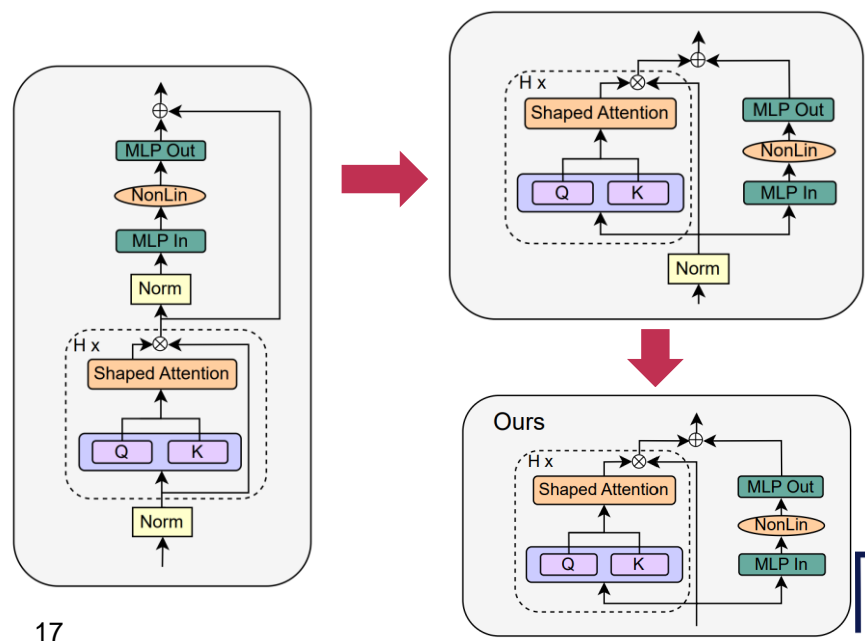 MLP Out
NonLin
MLP In
Norm
H x
Shaped Attention
Q K
Norm
H x
Shaped Attention
Q K
MLP Out
NonLin
MLP In
Norm
Ours
H x
Shaped Attention
Q K
MLP Out
NonLin
MLP In
17